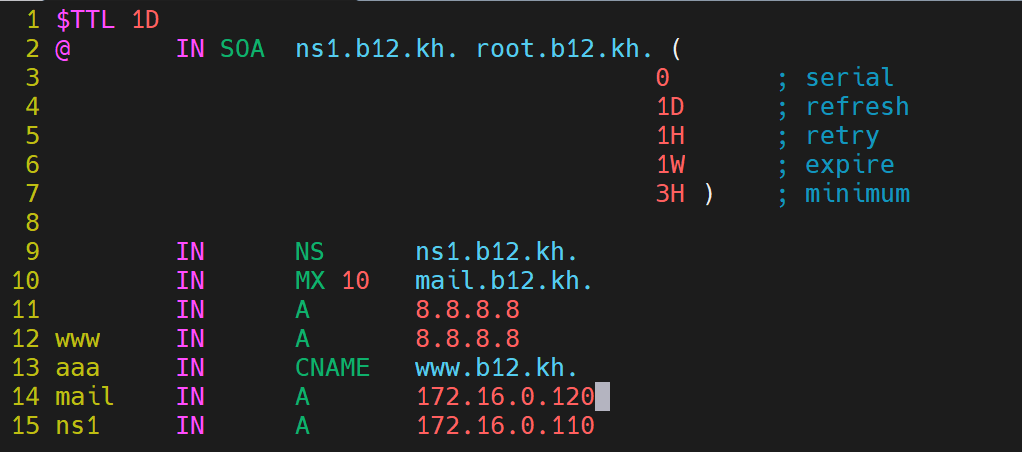 1 $TTL 1D
2 @ IN SOA ns1.b12.kh. root.b12.kh. (
3 0 ; serial
4 1D ; refresh
5 1H ; retry
6 1W ; expire
7 3H ) ; minimum
8
9 IN NS ns1.b12.kh.
10 IN MX 10 mail.b12.kh.
11 IN A 8.8.8.8
12 www IN A 8.8.8.8
13 aaa IN CNAME www.b12.kh.
14 mail IN A 172.16.0.120
15 ns1 IN A 172.16.0.110